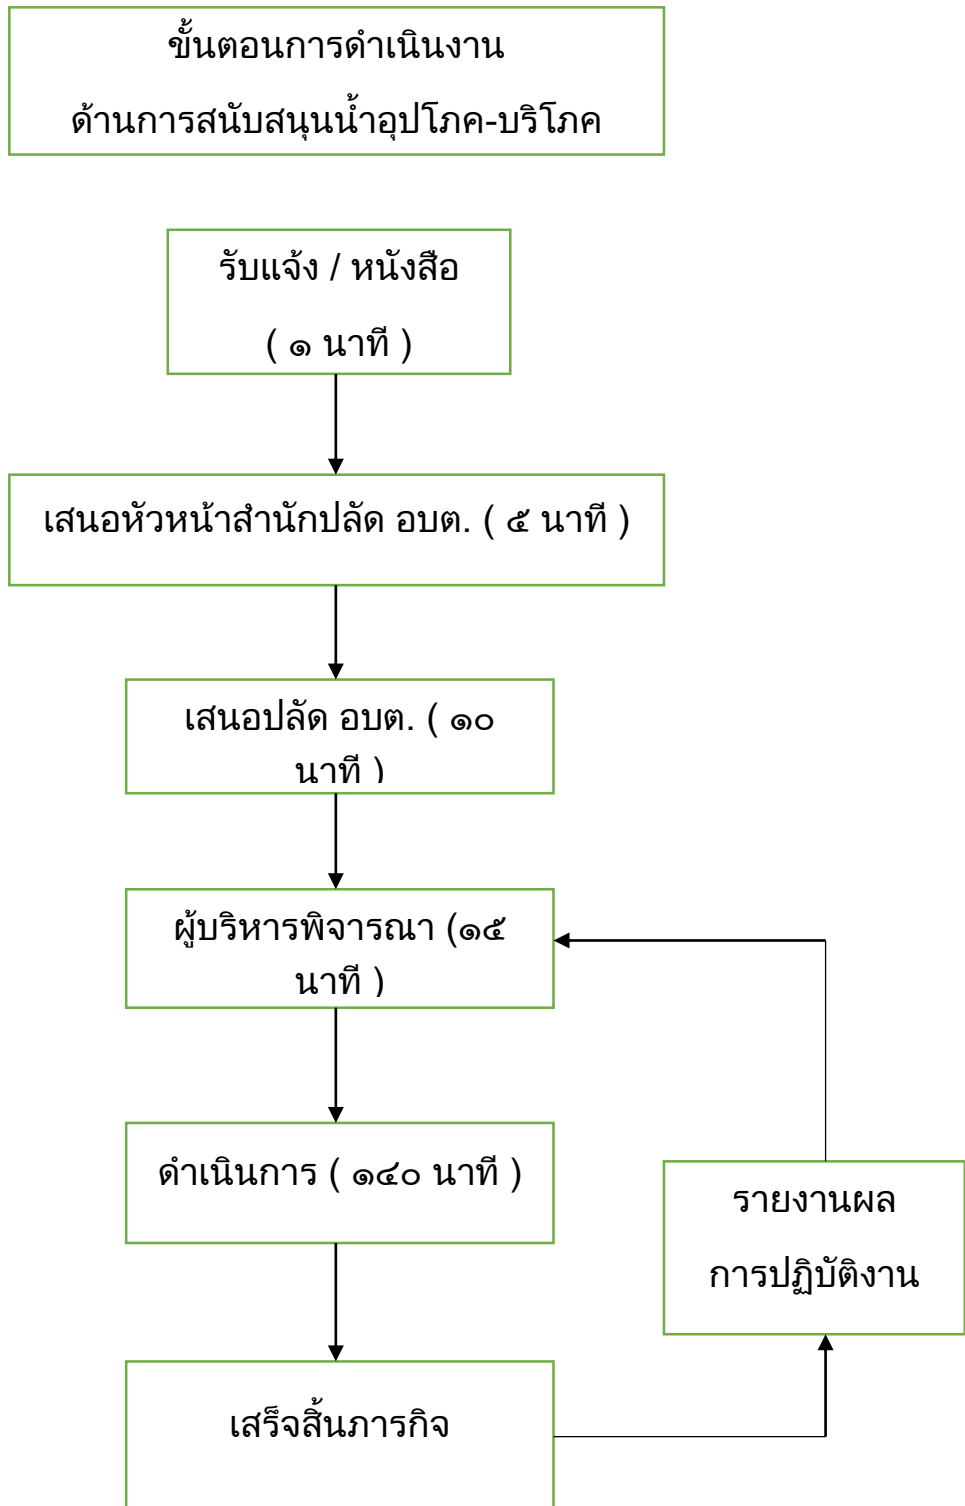 ขั้นตอนการดำเนินงาน
ด้านการสนับสนุนน้ำอุปโภค-บริโภค
รับแจ้ง / หนังสือ
( ๑ นาที )
เสนอหัวหน้าสำนักปลัด อบต. ( ๕ นาที )
เสนอปลัด อบต. ( ๑๐
นาที )
ผู้บริหารพิจารณา (๑๕
นาที )
ดำเนินการ ( ๑๔๐ นาที )
รายงานผล
การปฏิบัติงาน
เสร็จสิ้นภารกิจ